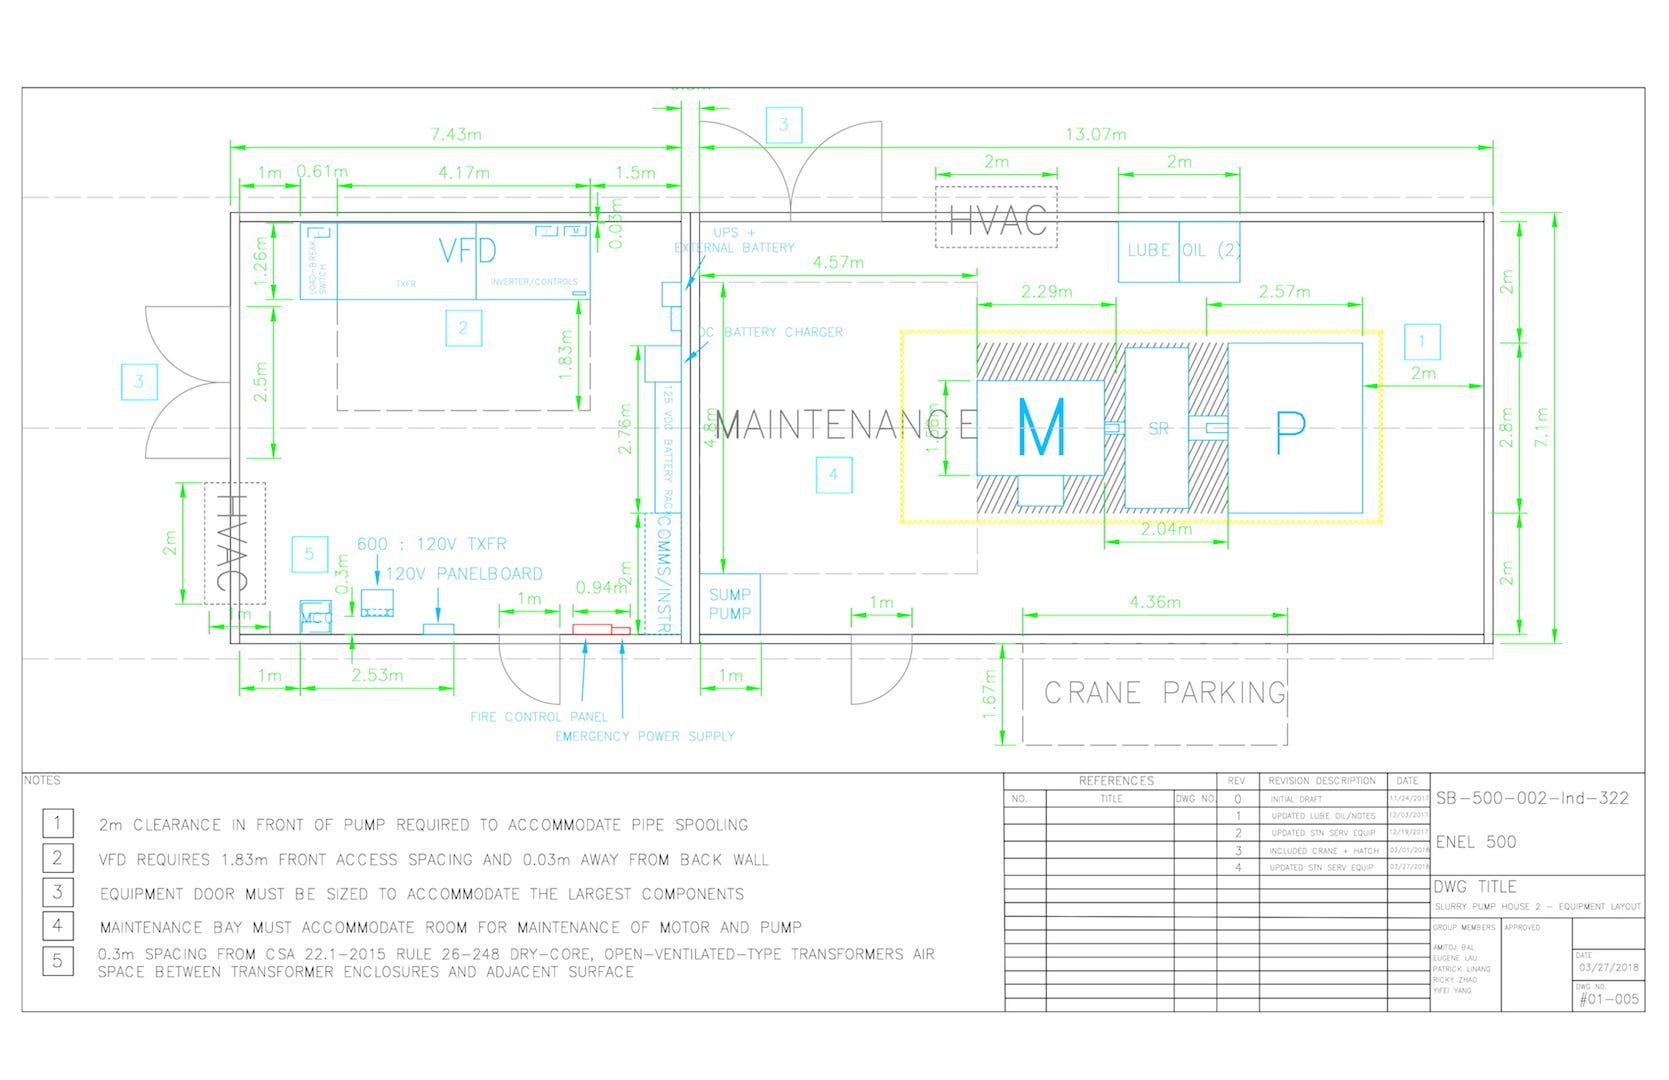 7.43m
13.07m
3
1m
0.61m
4.17m
1.5m
2m
2m
0.03m
HVAC
UPS +
EXTERNAL BATTERY
LUBE OIL (2)
VFD
LOAD-BREAK
SWITCH
TXFR
INVERTER/CONTROLS
1.26m
4.57m
2.29m
2.57m
2m
2
DC BATTERY CHARGER
1
1.83m
2m
3
2.5m
2.76m
125 VDC BATTERY RACK
4.8m
MAINTENANCE
M
SR
P
2.8m
7.1m
4
HVAC
2m
5
600 : 120V TXFR
120V PANELBOARD
0.3m
0.94m
2m
COMMS/INSTR
2.04m
2m
1m
MCC
1m
SUMP
PUMP
1m
4.36m
1m
2.53m
1m
1.67m
CRANE PARKING
FIRE CONTROL PANEL
EMERGENCY POWER SUPPLY
NOTES
1 2m CLEARANCE IN FRONT OF PUMP REQUIRED TO ACCOMMODATE PIPE SPOOLING
2 VFD REQUIRES 1.83m FRONT ACCESS SPACING AND 0.03m AWAY FROM BACK WALL
3 EQUIPMENT DOOR MUST BE SIZED TO ACCOMMODATE THE LARGEST COMPONENTS
4 MAINTENANCE BAY MUST ACCOMMODATE ROOM FOR MAINTENANCE OF MOTOR AND PUMP
5 0.3m SPACING FROM CSA 22.1-2015 RULE 26-248 DRY-CORE, OPEN-VENTILATED-TYPE TRANSFORMERS AIR
SPACE BETWEEN TRANSFORMER ENCLOSURES AND ADJACENT SURFACE
REFERENCES REV REVISION DESCRIPTION DATE
NO. TITLE DWG NO. 0 INITIAL DRAFT 11/24/2017
1 UPDATED LUBE OIL/NOTES 12/03/2017
2 UPDATED STN SERV EQUIP 12/19/2017
3 INCLUDED CRANE + HATCH 02/01/2018
4 UPDATED STN SERV EQUIP 03/27/2018
SB-500-002-Ind-322
ENEL 500
DWG TITLE
SLURRY PUMP HOUSE 2 - EQUIPMENT LAYOUT
GROUP MEMBERS APPROVED
AMITOJ BAL
EUGENE LAU
PATRICK LINANG
RICKY ZHAO
YIFEI YANG
DATE
03/27/2018
DWG NO.
#01-005